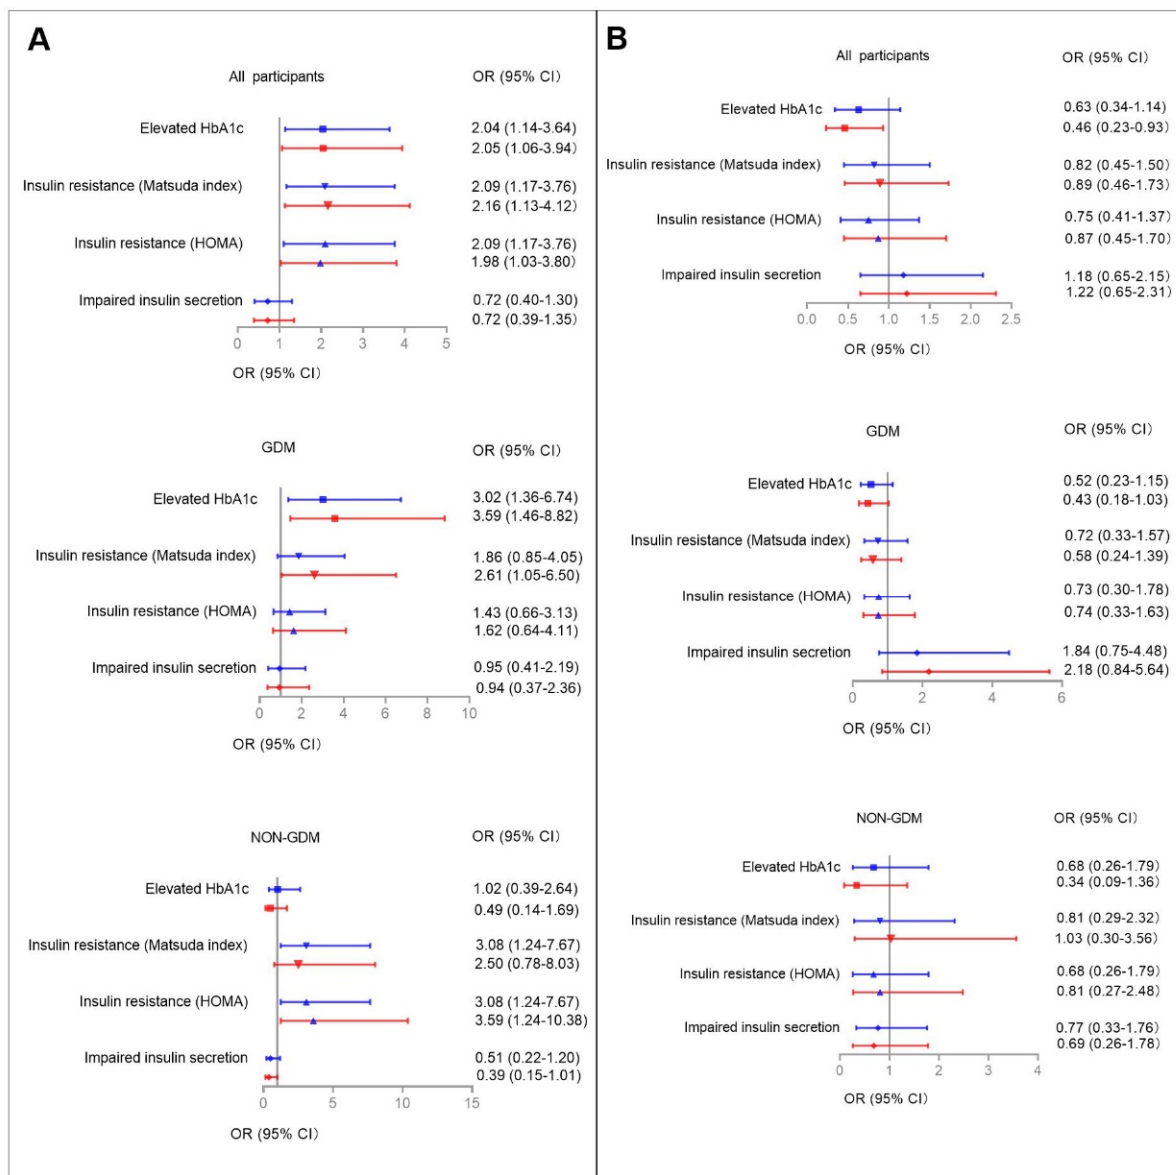 A
All participants
OR (95% CI)
Elevated HbA1c
2.04 (1.14-3.64)
2.05 (1.06-3.94)
Insulin resistance (Matsuda index)
2.09 (1.17-3.76)
2.16 (1.13-4.12)
Insulin resistance (HOMA)
2.09 (1.17-3.76)
1.98 (1.03-3.80)
Impaired insulin secretion
0.72 (0.40-1.30)
0.72 (0.39-1.35)
0 1 2 3 4 5
OR (95% CI)
GDM
OR (95% CI)
Elevated HbA1c
3.02 (1.36-6.74)
3.59 (1.46-8.82)
Insulin resistance (Matsuda index)
1.86 (0.85-4.05)
2.61 (1.05-6.50)
Insulin resistance (HOMA)
1.43 (0.66-3.13)
1.62 (0.64-4.11)
Impaired insulin secretion
0.95 (0.41-2.19)
0.94 (0.37-2.36)
0 2 4 6 8 10
OR (95% CI)
NON-GDM
OR (95% CI)
Elevated HbA1c
1.02 (0.39-2.64)
0.49 (0.14-1.69)
Insulin resistance (Matsuda index)
3.08 (1.24-7.67)
2.50 (0.78-8.03)
Insulin resistance (HOMA)
3.08 (1.24-7.67)
3.59 (1.24-10.38)
Impaired insulin secretion
0.51 (0.22-1.20)
0.39 (0.15-1.01)
0 5 10 15
OR (95% CI)
B
All participants
OR (95% CI)
Elevated HbA1c
0.63 (0.34-1.14)
0.46 (0.23-0.93)
Insulin resistance (Matsuda index)
0.82 (0.45-1.50)
0.89 (0.46-1.73)
Insulin resistance (HOMA)
0.75 (0.41-1.37)
0.87 (0.45-1.70)
Impaired insulin secretion
1.18 (0.65-2.15)
1.22 (0.65-2.31)
0.0 0.5 1.0 1.5 2.0 2.5
OR (95% CI)
GDM
OR (95% CI)
Elevated HbA1c
0.52 (0.23-1.15)
0.43 (0.18-1.03)
Insulin resistance (Matsuda index)
0.72 (0.33-1.57)
0.58 (0.24-1.39)
Insulin resistance (HOMA)
0.73 (0.30-1.78)
0.74 (0.33-1.63)
Impaired insulin secretion
1.84 (0.75-4.48)
2.18 (0.84-5.64)
0 2 4 6
OR (95% CI)
NON-GDM
OR (95% CI)
Elevated HbA1c
0.68 (0.26-1.79)
0.34 (0.09-1.36)
Insulin resistance (Matsuda index)
0.81 (0.29-2.32)
1.03 (0.30-3.56)
Insulin resistance (HOMA)
0.68 (0.26-1.79)
0.81 (0.27-2.48)
Impaired insulin secretion
0.77 (0.33-1.76)
0.69 (0.26-1.78)
0 1 2 3 4
OR (95% CI)